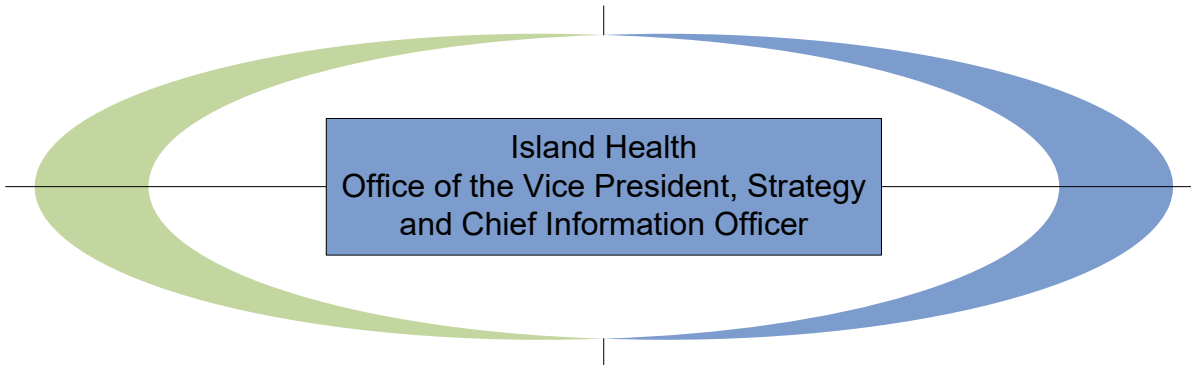 Island Health
Office of the Vice President, Strategy
and Chief Information Officer